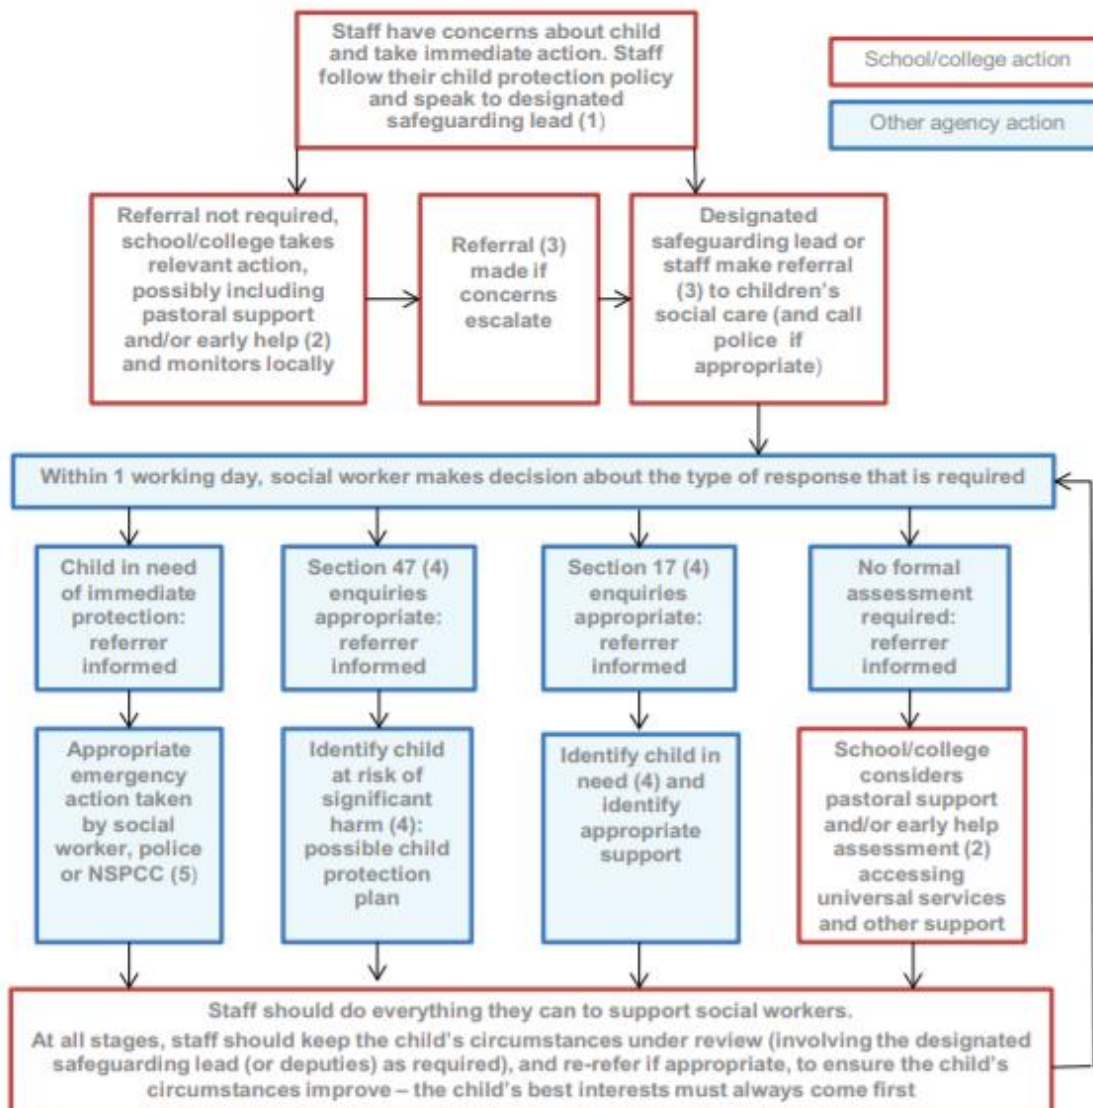 Staff have concerns about child
and take immediate action. Staff
follow their child protection policy
and speak to designated
safeguarding lead (1)
School/college action
Other agency action
Referral not required,
school/college takes
relevant action,
possibly including
pastoral support
and/or early help (2)
and monitors locally
Referral (3)
made if
concerns
escalate
Designated
safeguarding lead or
staff make referral
(3) to children's
social care (and call
police if
appropriate)
Within 1 working day, social worker makes decision about the type of response that is required
Child in need
of immediate
protection:
referrer
informed
Section 47 (4)
enquiries
appropriate:
referrer
informed
Section 17 (4)
enquiries
appropriate:
referrer
informed
No formal
assessment
required:
referrer
informed
Appropriate
emergency
action taken
by social
worker, police
or NSPCC (5)
Identify child
at risk of
significant
harm (4):
possible child
protection
plan
Identify child in
need (4) and
identify
appropriate
support
School/college
considers
pastoral support
and/or early help
assessment (2)
accessing
universal services
and other support
Staff should do everything they can to support social workers.
At all stages, staff should keep the child's circumstances under review (involving the designated
safeguarding lead (or deputies) as required), and re-refer if appropriate, to ensure the child's
circumstances improve – the child's best interests must always come first